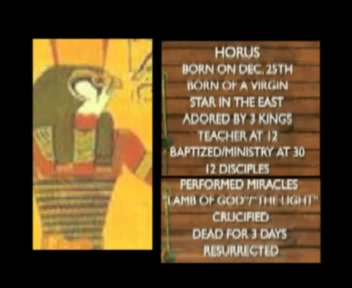 HORUS
BORN ON DEC. 25TH
BORN OF A VIRGIN
STAR IN THE EAST
ADORED BY 3 KINGS
TEACHER AT 12
BAPTIZED/MINISTRY AT 30
12 DISCIPLES
PERFORMED MIRACLES
"LAMB OF GOD"/"THE LIGHT"
CRUCIFIED
DEAD FOR 3 DAYS
RESURRECTED